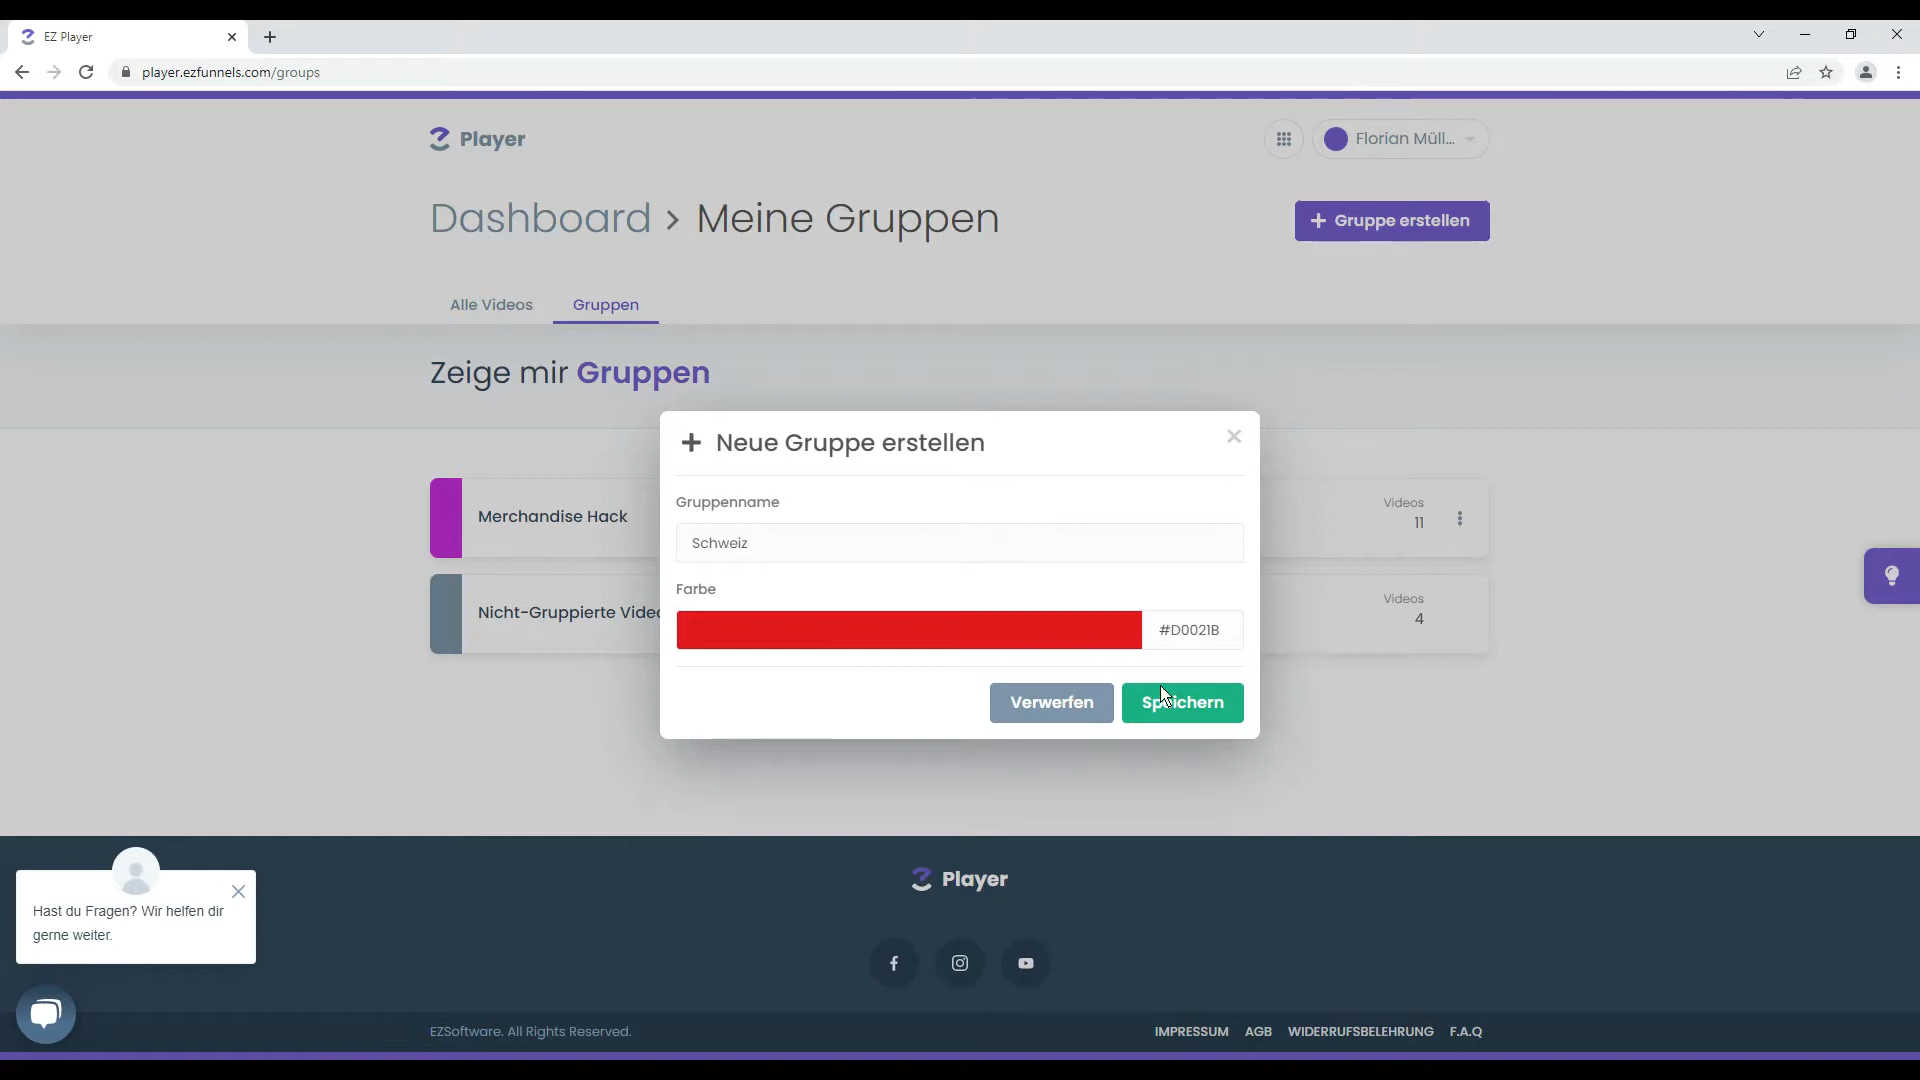 EZ Player
player.ezfunnels.com/groups
Player
Florian Müll...
Dashboard > Meine Gruppen
+ Gruppe erstellen
Alle Videos
Gruppen
Zeige mir Gruppen
Neue Gruppe erstellen
Gruppenname
Schweiz
Farbe
#D0021B
Verwerfen
Speichern
Merchandise Hack
Videos
11
Nicht-Gruppierte Video
Videos
4
Hast du Fragen? Wir helfen dir
gerne weiter.
Player
EZSoftware. All Rights Reserved.
IMPRESSUM AGB WIDERRUFSBELEHRUNG F.A.Q